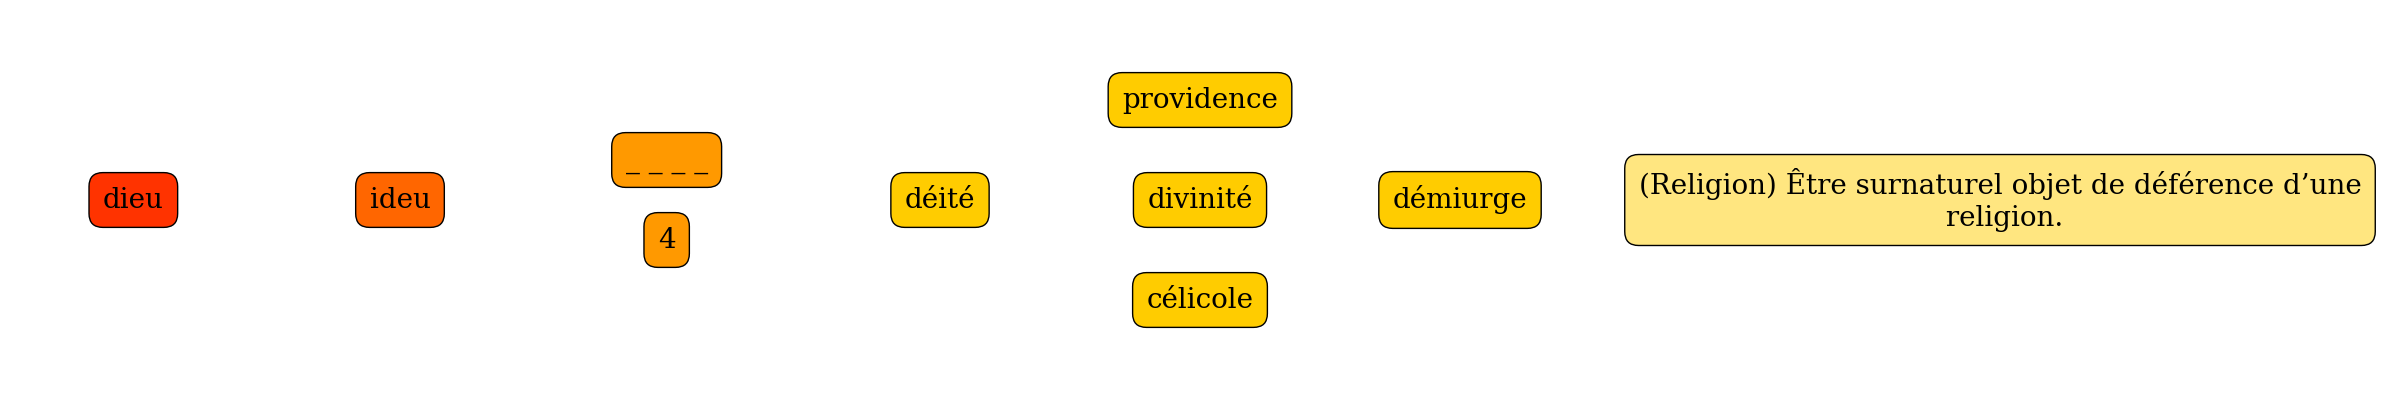 dieu
ideu
_ _ _ _
4
déité
providence
divinité
célicole
démiurge
(Religion) Être surnaturel objet de déférence d’une
religion.